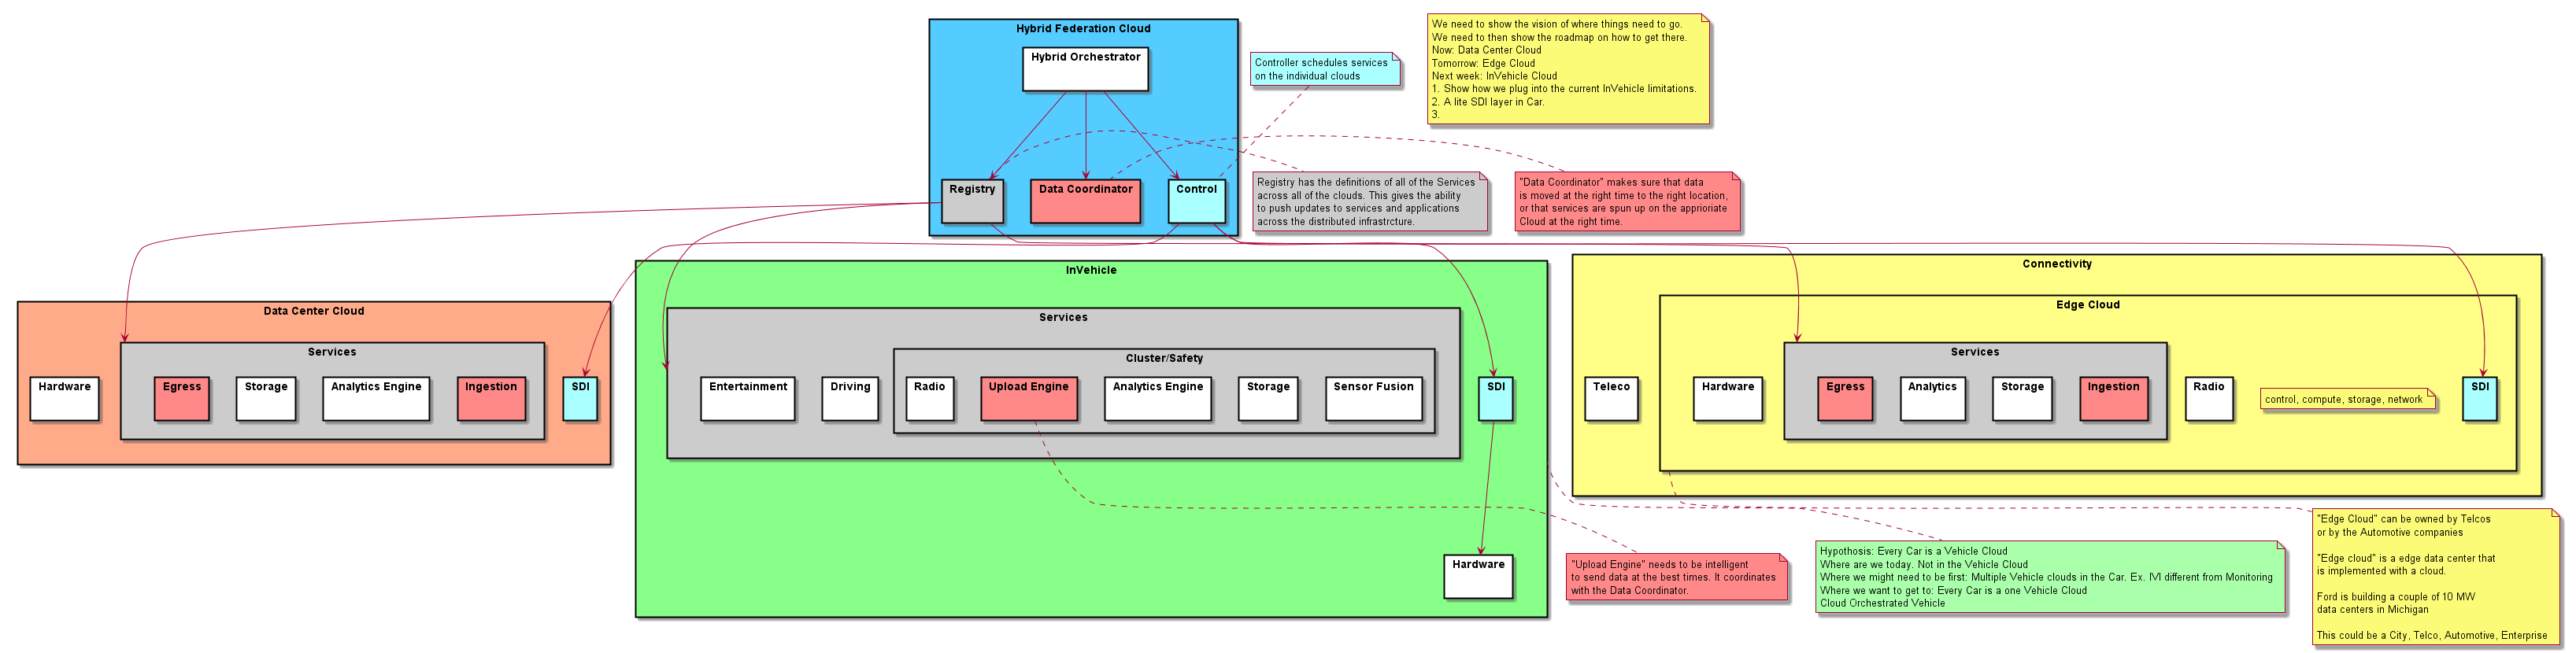 Hybrid Federation Cloud
Hybrid Orchestrator
Registry
Data Coordinator
Control
Controller schedules services
on the individual clouds
We need to show the vision of where things need to go.
We need to then show the roadmap on how to get there.
Now: Data Center Cloud
Tomorrow: Edge Cloud
Next week: InVehicle Cloud
1. Show how we plug into the current InVehicle limitations.
2. A lite SDI layer in Car.
3.
Registry has the definitions of all of the Services
across all of the clouds. This gives the ability
to push updates to services and applications
across the distributed infrastrcture.
"Data Coordinator" makes sure that data
is moved at the right time to the right location,
or that services are spun up on the apprioriate
Cloud at the right time.
Data Center Cloud
Hardware
Services
Egress
Storage
Analytics Engine
Ingestion
SDI
InVehicle
Services
Entertainment
Driving
Cluster/Safety
Radio
Upload Engine
Analytics Engine
Storage
Sensor Fusion
SDI
Hardware
Connectivity
Teleco
Edge Cloud
Hardware
Services
Egress
Analytics
Storage
Ingestion
Radio
control, compute, storage, network
SDI
"Upload Engine" needs to be intelligent
to send data at the best times. It coordinates
with the Data Coordinator.
Hypothosis: Every Car is a Vehicle Cloud
Where are we today. Not in the Vehicle Cloud
Where we might need to be first: Multiple Vehicle clouds in the Car. Ex. IVI different from Monitoring
Where we want to get to: Every Car is a one Vehicle Cloud
Cloud Orchestrated Vehicle
"Edge Cloud" can be owned by Telcos
or by the Automotive companies
"Edge cloud" is a edge data center that
is implemented with a cloud.
Ford is building a couple of 10 MW
data centers in Michigan
This could be a City, Telco, Automotive, Enterprise